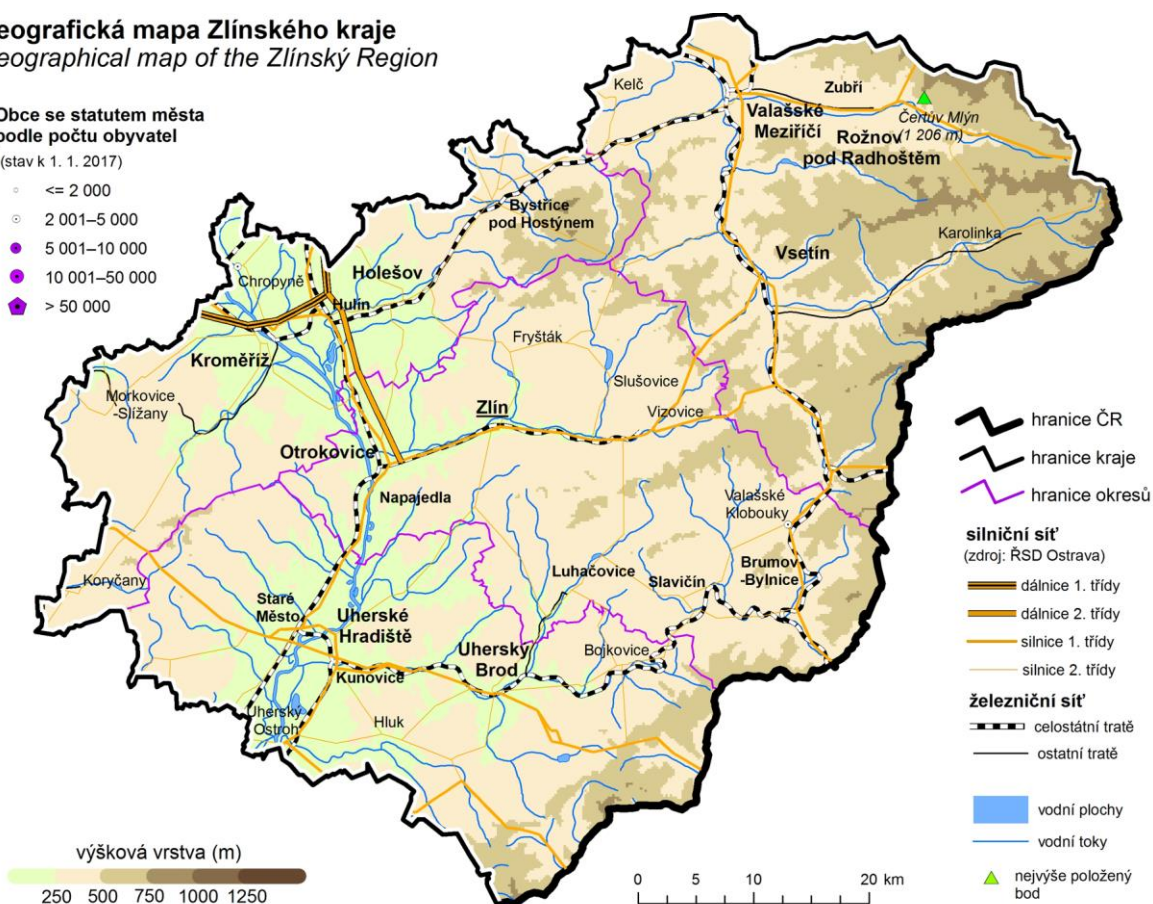 eografická mapa Zlínského kraje
eographical map of the Zlínský Region
Obce se statutem města
podle počtu obyvatel
(stav k 1. 1. 2017)
<= 2 000
2 001–5 000
5 001–10 000
10 001–50 000
> 50 000
Kelč
Zubří
Valašské
Meziříčí
Čertův Mlýn
(1 206 m)
Rožnov
pod Radhoštěm
Bystřice
pod Hostýnem
Karolinka
Vsetín
Holešov
Chropyně
Hulín
Fryšták
Kroměříž
Slušovice
Morkovice
-Slížany
Zlín
Vizovice
Otrokovice
Napajedla
Valašské
Klobouky
Brumov
-Bylnice
Luhačovice
Slavičín
Koryčany
Staré
Město
Uherské
Hradiště
Uhersky
Brod
Bojkovice
Kunovice
Uherský
Ostroh
Hluk
hranice ČR
hranice kraje
hranice okresů
silniční síť
(zdroj: ŘSD Ostrava)
dálnice 1. třídy
dálnice 2. třídy
silnice 1. třídy
silnice 2. třídy
železniční síť
celostátní tratě
ostatní tratě
vodní plochy
vodní toky
nejvýše položený
bod
výšková vrstva (m)
250 500 750 1000 1250
0 5 10 20 km